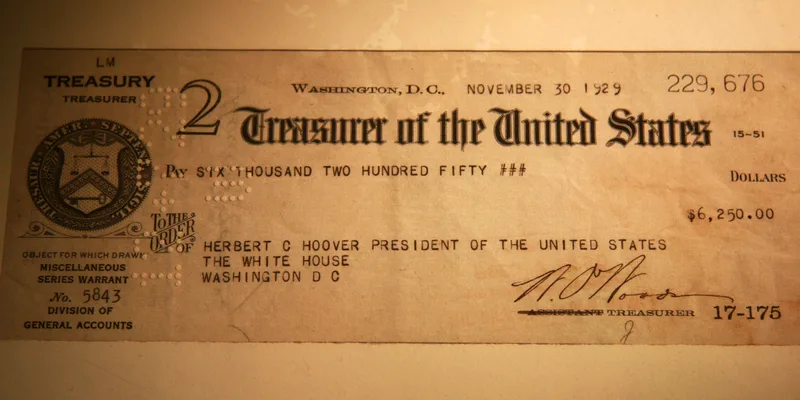 LM
TREASURY
TREASURER
2
WASHINGTON, D. C., NOVEMBER 30 1929 229,676
Treasurer of the United States 15-51
PAY SIX THOUSAND TWO HUNDRED FIFTY ###
DOLLARS
$6,250.00
TO THE ORDER OF
HERBERT C HOOVER PRESIDENT OF THE UNITED STATES
THE WHITE HOUSE
WASHINGTON D C
OBJECT FOR WHICH DRAWN
MISCELLANEOUS
SERIES WARRANT
No. 5843
DIVISION OF
GENERAL ACCOUNTS
ASSISTANT TREASURER 17-175